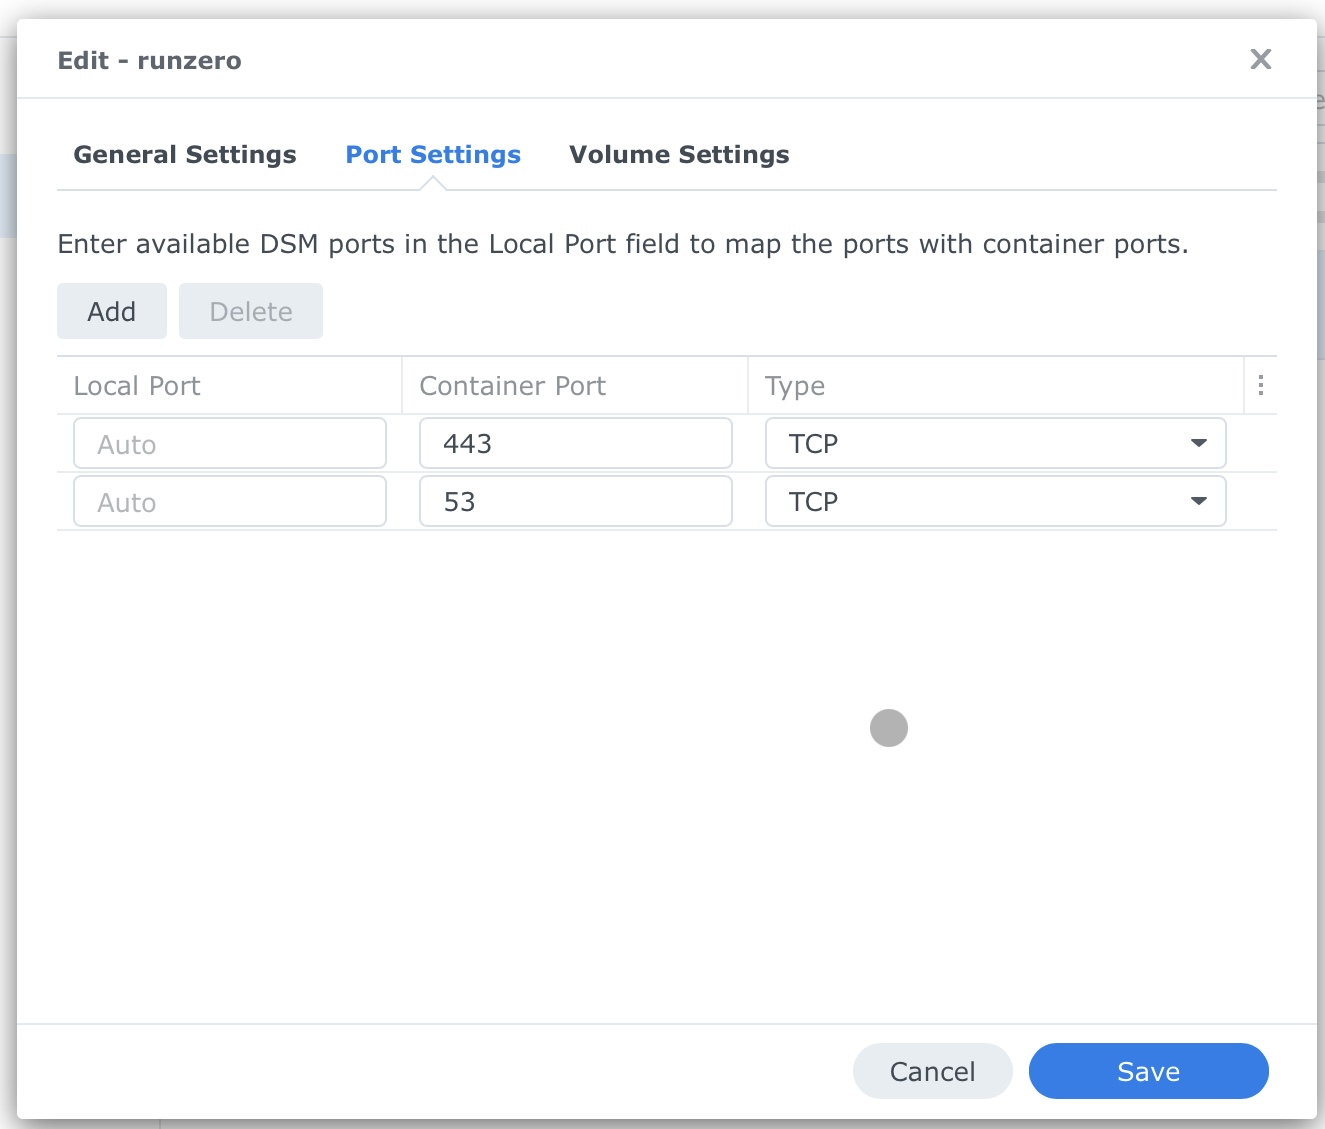 Edit - runzero
General Settings Port Settings Volume Settings
Enter available DSM ports in the Local Port field to map the ports with container ports.
Add Delete
Local Port Container Port Type
Auto 443 TCP
Auto 53 TCP
Cancel Save